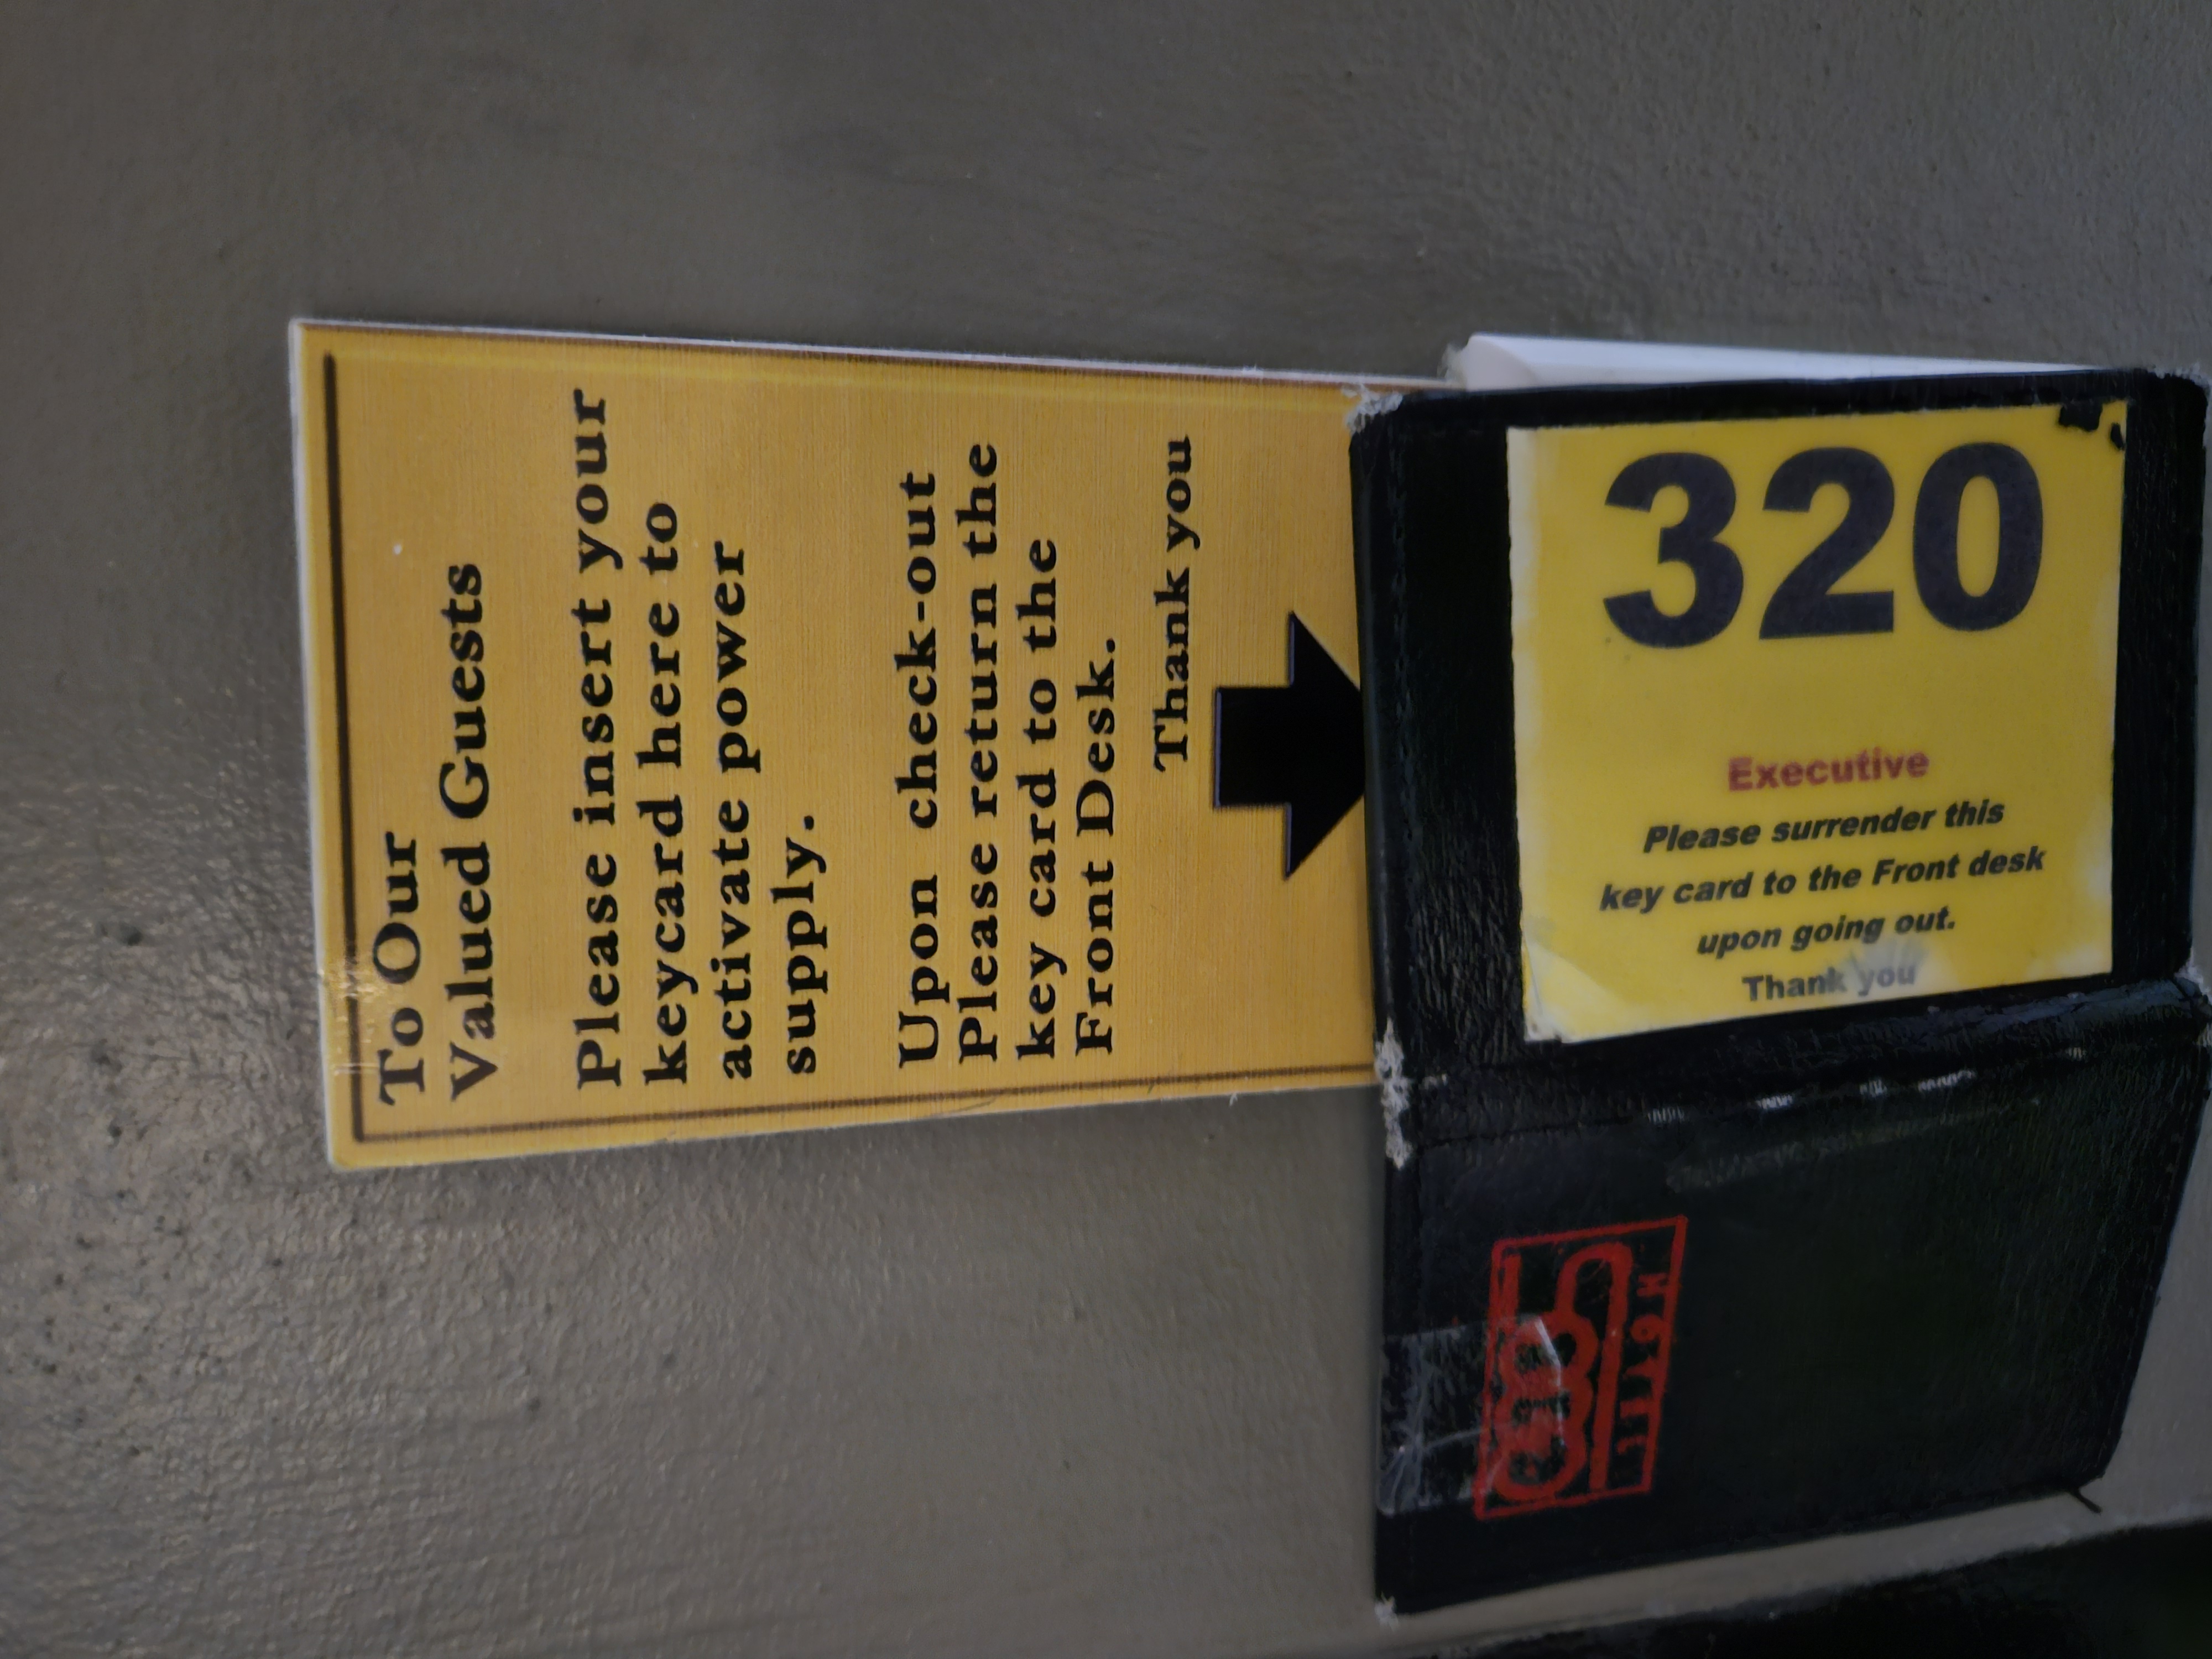 To Our
Valued Guests
Please insert your
keycard here to
activate power
supply.
Upon check-out
Please return the
key card to the
Front Desk.
Thank you
320
Executive
Please surrender this
key card to the Front desk
upon going out.
Thank you
HOTEL